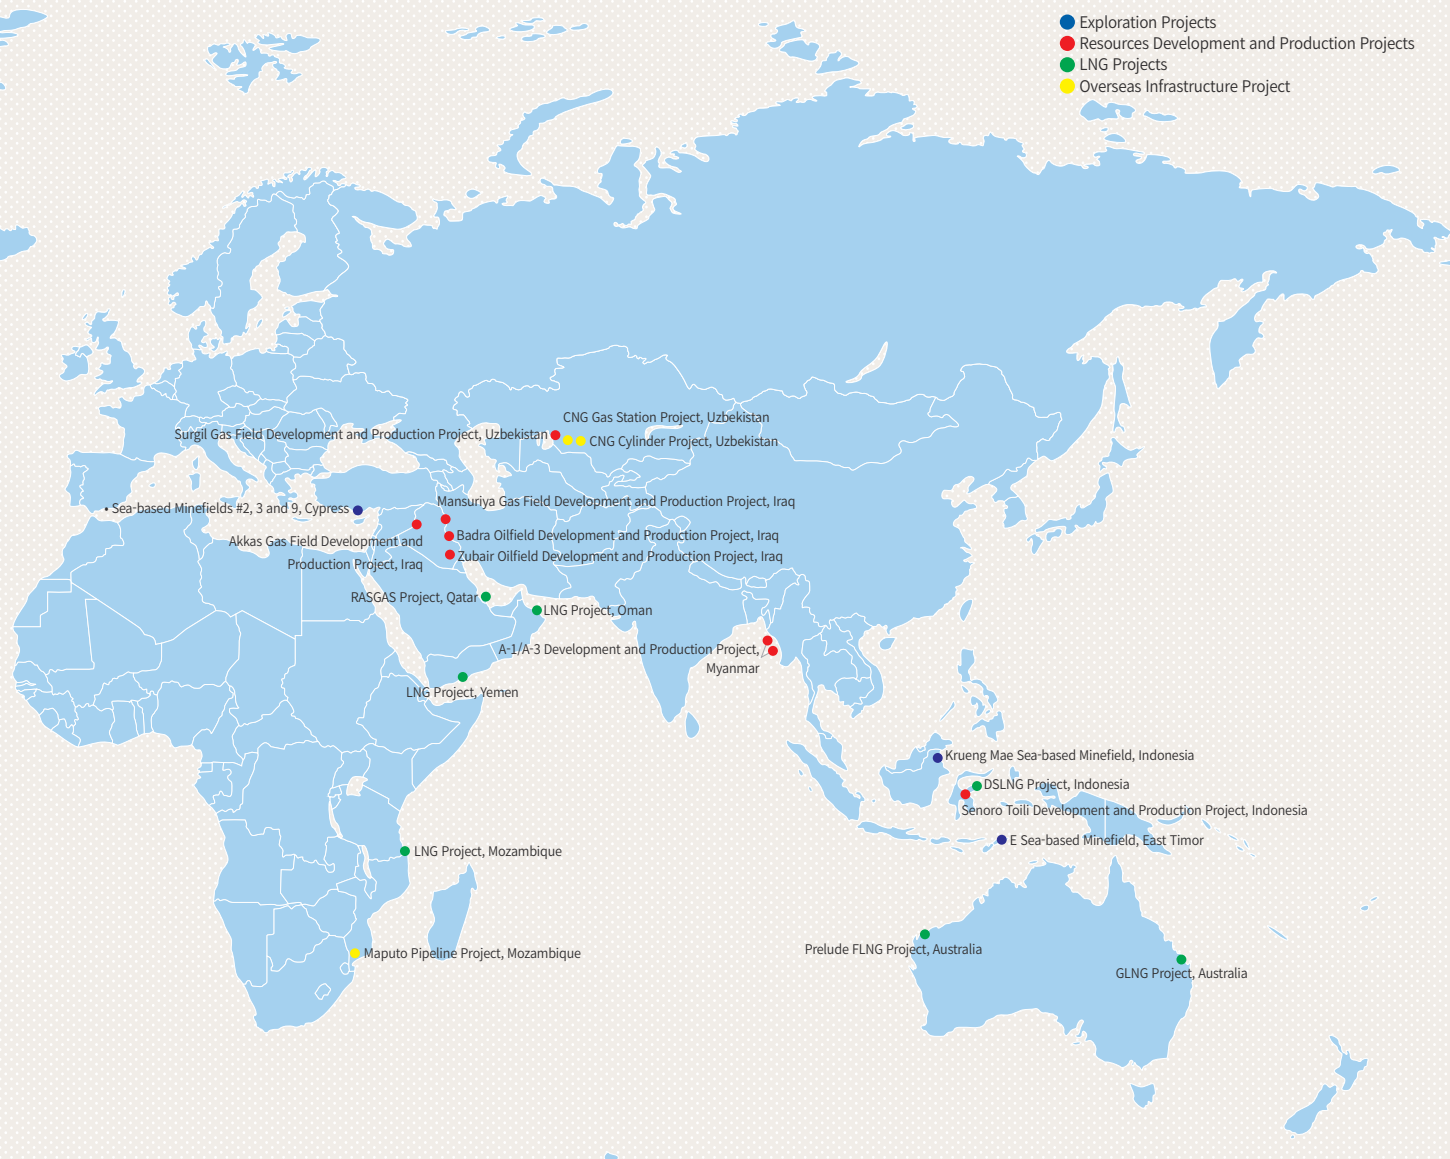 Exploration Projects
Resources Development and Production Projects
LNG Projects
Overseas Infrastructure Project
CNG Gas Station Project, Uzbekistan
Surgil Gas Field Development and Production Project, Uzbekistan
CNG Cylinder Project, Uzbekistan
Mansuriya Gas Field Development and Production Project, Iraq
• Sea-based Minefields #2, 3 and 9, Cypress
Badra Oilfield Development and Production Project, Iraq
Akkas Gas Field Development and
Production Project, Iraq
Zubair Oilfield Development and Production Project, Iraq
RASGAS Project, Qatar
LNG Project, Oman
A-1/A-3 Development and Production Project,
Myanmar
LNG Project, Yemen
Krueng Mae Sea-based Minefield, Indonesia
DSLNG Project, Indonesia
Senoro Toili Development and Production Project, Indonesia
E Sea-based Minefield, East Timor
LNG Project, Mozambique
Maputo Pipeline Project, Mozambique
Prelude FLNG Project, Australia
GLNG Project, Australia